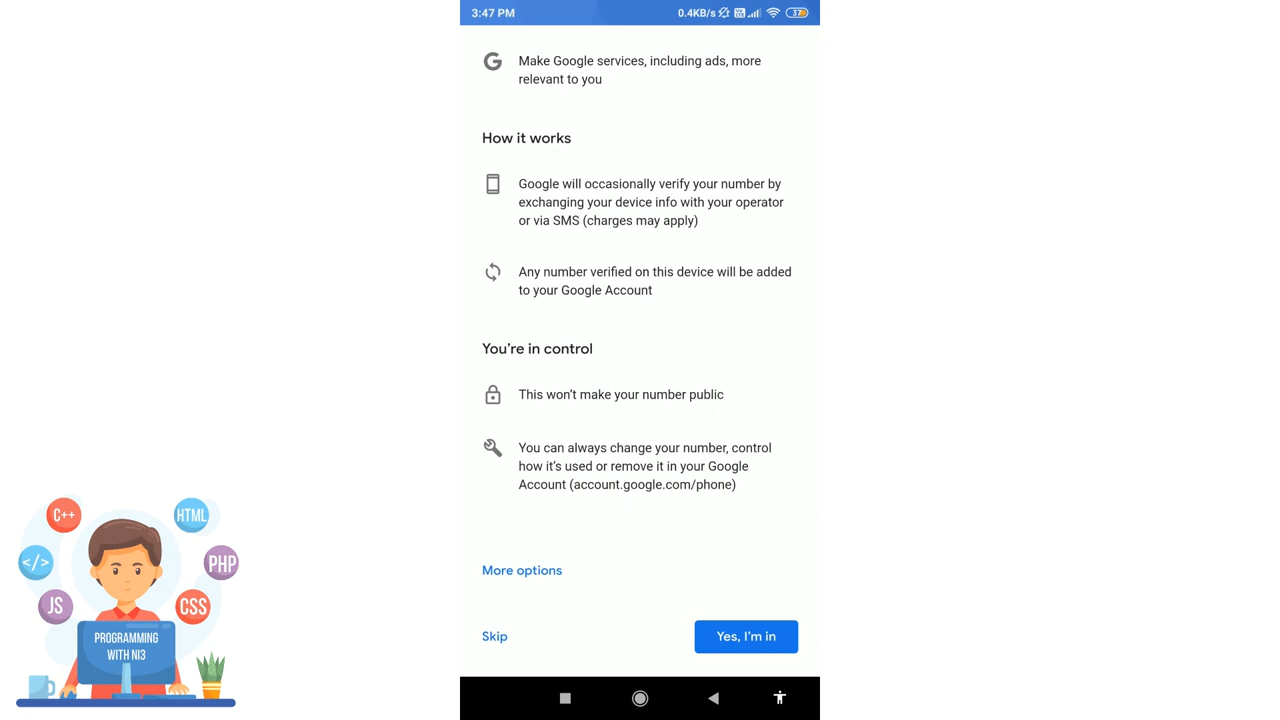 3:47 PM
0.4KB/s
37
Make Google services, including ads, more
relevant to you
How it works
Google will occasionally verify your number by
exchanging your device info with your operator
or via SMS (charges may apply)
Any number verified on this device will be added
to your Google Account
You're in control
This won't make your number public
You can always change your number, control
how it's used or remove it in your Google
Account (account.google.com/phone)
More options
Skip
Yes, I'm in
C++
HTML
</>
PHP
JS
CSS
PROGRAMMING
WITH NI3